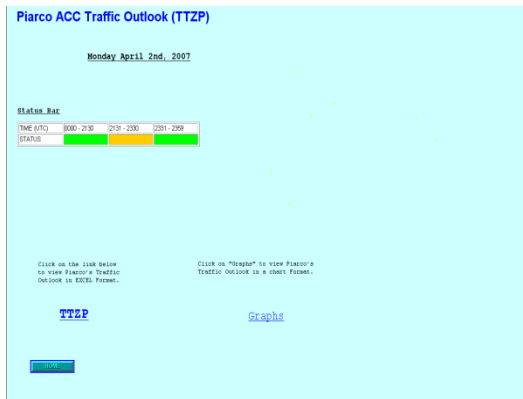 Piarco ACC Traffic Outlook (TTZP)
Monday April 2nd, 2007
Status Bar
TIME (UTC) 0000 - 2130 2131 - 2330 2331 - 2359
STATUS
Click on the link below
to view Piarco's Traffic
Outlook in EXCEL Format.
Click on "Graphs" to view Piarco's
Traffic Outlook in a chart Format.
TTZP
Graphs
HOME